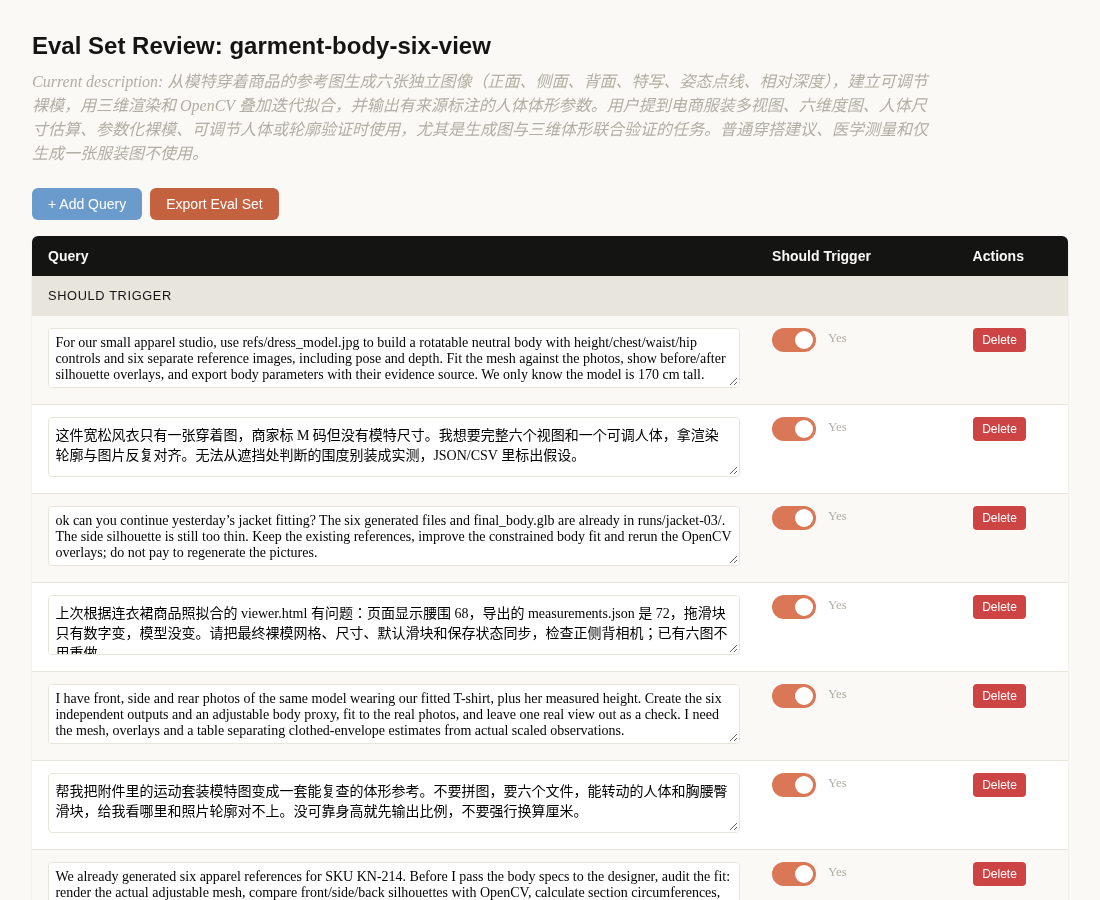 Eval Set Review: garment-body-six-view
Current description: 从模特穿着商品的参考图生成六张独立图像（正面、侧面、背面、特写、姿态点线、相对深度），建立可调节
裸模，用三维渲染和 OpenCV 叠加迭代拟合，并输出有来源标注的人体体形参数。用户提到电商服装多视图、六维度图、人体尺
寸估算、参数化裸模、可调节人体或轮廓验证时使用，尤其是生成图与三维体形联合验证的任务。普通穿搭建议、医学测量和仅
生成一张服装图不使用。
+ Add Query
Export Eval Set
Query
Should Trigger
Actions
SHOULD TRIGGER
For our small apparel studio, use refs/dress_model.jpg to build a rotatable neutral body with height/chest/waist/hip
controls and six separate reference images, including pose and depth. Fit the mesh against the photos, show before/after
silhouette overlays, and export body parameters with their evidence source. We only know the model is 170 cm tall.
Yes
Delete
这件宽松风衣只有一张穿着图，商家标 M 码但没有模特尺寸。我想要完整六个视图和一个可调人体，拿渲染
轮廓与图片反复对齐。无法从遮挡处判断的围度别装成实测，JSON/CSV 里标出假设。
Yes
Delete
ok can you continue yesterday’s jacket fitting? The six generated files and final_body.glb are already in runs/jacket-03/.
The side silhouette is still too thin. Keep the existing references, improve the constrained body fit and rerun the OpenCV
overlays; do not pay to regenerate the pictures.
Yes
Delete
上次根据连衣裙商品照拟合的 viewer.html 有问题：页面显示腰围 68，导出的 measurements.json 是 72，拖滑块
只有数字变，模型没变。请把最终裸模网格、尺寸、默认滑块和保存状态同步，检查正侧背相机；已有六图不
用重做
Yes
Delete
I have front, side and rear photos of the same model wearing our fitted T-shirt, plus her measured height. Create the six
independent outputs and an adjustable body proxy, fit to the real photos, and leave one real view out as a check. I need
the mesh, overlays and a table separating clothed-envelope estimates from actual scaled observations.
Yes
Delete
帮我把附件里的运动套装模特图变成一套能复查的体形参考。不要拼图，要六个文件，能转动的人体和胸腰臀
滑块，给我看哪里和照片轮廓对不上。没可靠身高就先输出比例，不要强行换算厘米。
Yes
Delete
We already generated six apparel references for SKU KN-214. Before I pass the body specs to the designer, audit the fit:
render the actual adjustable mesh, compare front/side/back silhouettes with OpenCV, calculate section circumferences,
Yes
Delete